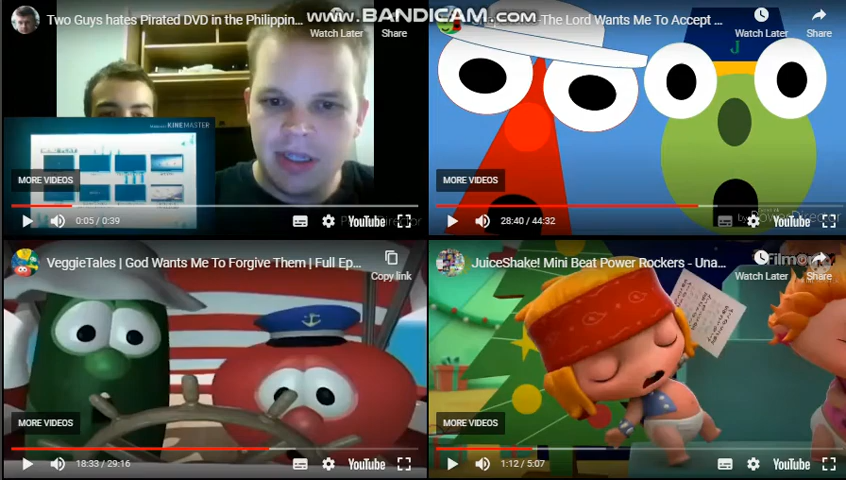 www.BANDICAM.com
Two Guys hates Pirated DVD in the Philippin...
Watch Later
Share
KINEMASTER
MORE VIDEOS
0:05 / 0:39
YouTube
The Lord Wants Me To Accept ...
Watch Later
Share
J
MORE VIDEOS
28:40 / 44:32
by PowerDirector
YouTube
VeggieTales | God Wants Me To Forgive Them | Full Ep...
Copy link
MORE VIDEOS
18:33 / 29:16
YouTube
JuiceShake! Mini Beat Power Rockers - Una...
Watch Later
Share
MORE VIDEOS
1:12 / 5:07
YouTube